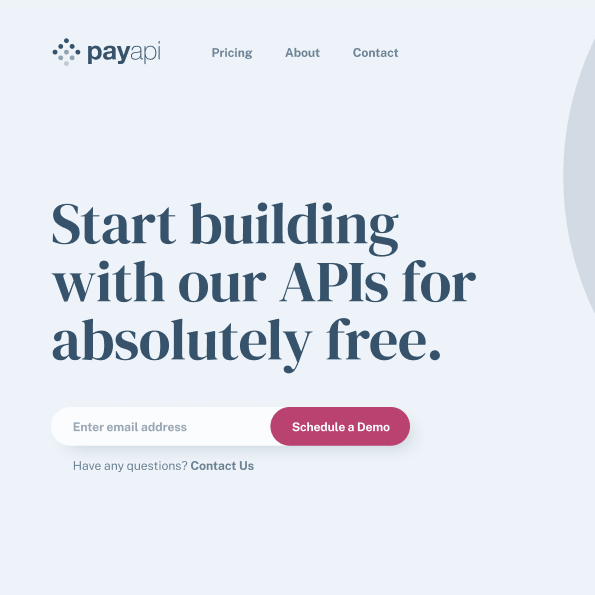 payapi
Pricing About Contact
Start building
with our APIs for
absolutely free.
Enter email address Schedule a Demo
Have any questions? Contact Us